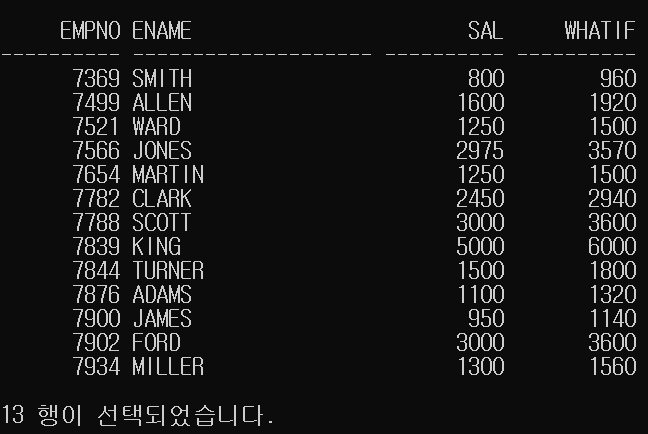 EMPNO ENAME SAL WHATIF
---------- -------------------- ---------- ----------
7369 SMITH 800 960
7499 ALLEN 1600 1920
7521 WARD 1250 1500
7566 JONES 2975 3570
7654 MARTIN 1250 1500
7782 CLARK 2450 2940
7788 SCOTT 3000 3600
7839 KING 5000 6000
7844 TURNER 1500 1800
7876 ADAMS 1100 1320
7900 JAMES 950 1140
7902 FORD 3000 3600
7934 MILLER 1300 1560
13 행이 선택되었습니다.